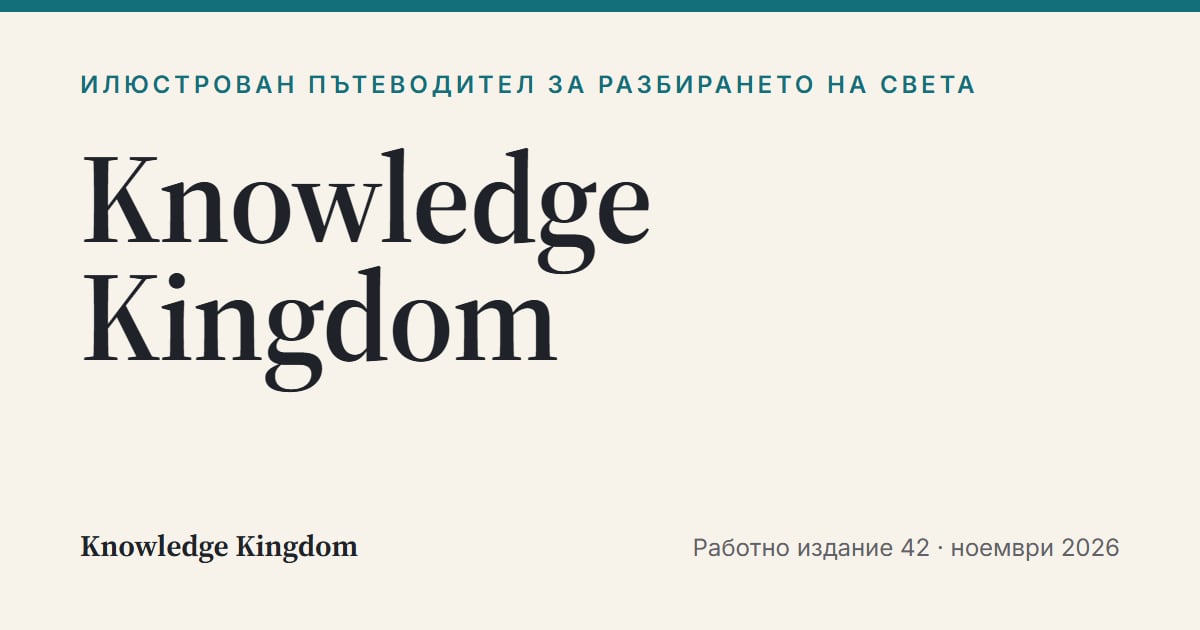 ИЛЮСТРОВАН ПЪТЕВОДИТЕЛ ЗА РАЗБИРАНЕТО НА СВЕТА
Knowledge
Kingdom
Knowledge Kingdom
Работно издание 42 · ноември 2026